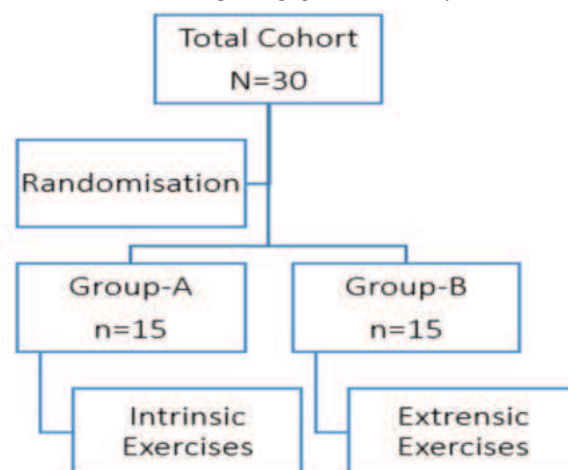 Total Cohort
N=30
Randomisation
Group-A
n=15
Group-B
n=15
Intrinsic
Exercises
Extrensic
Exercises